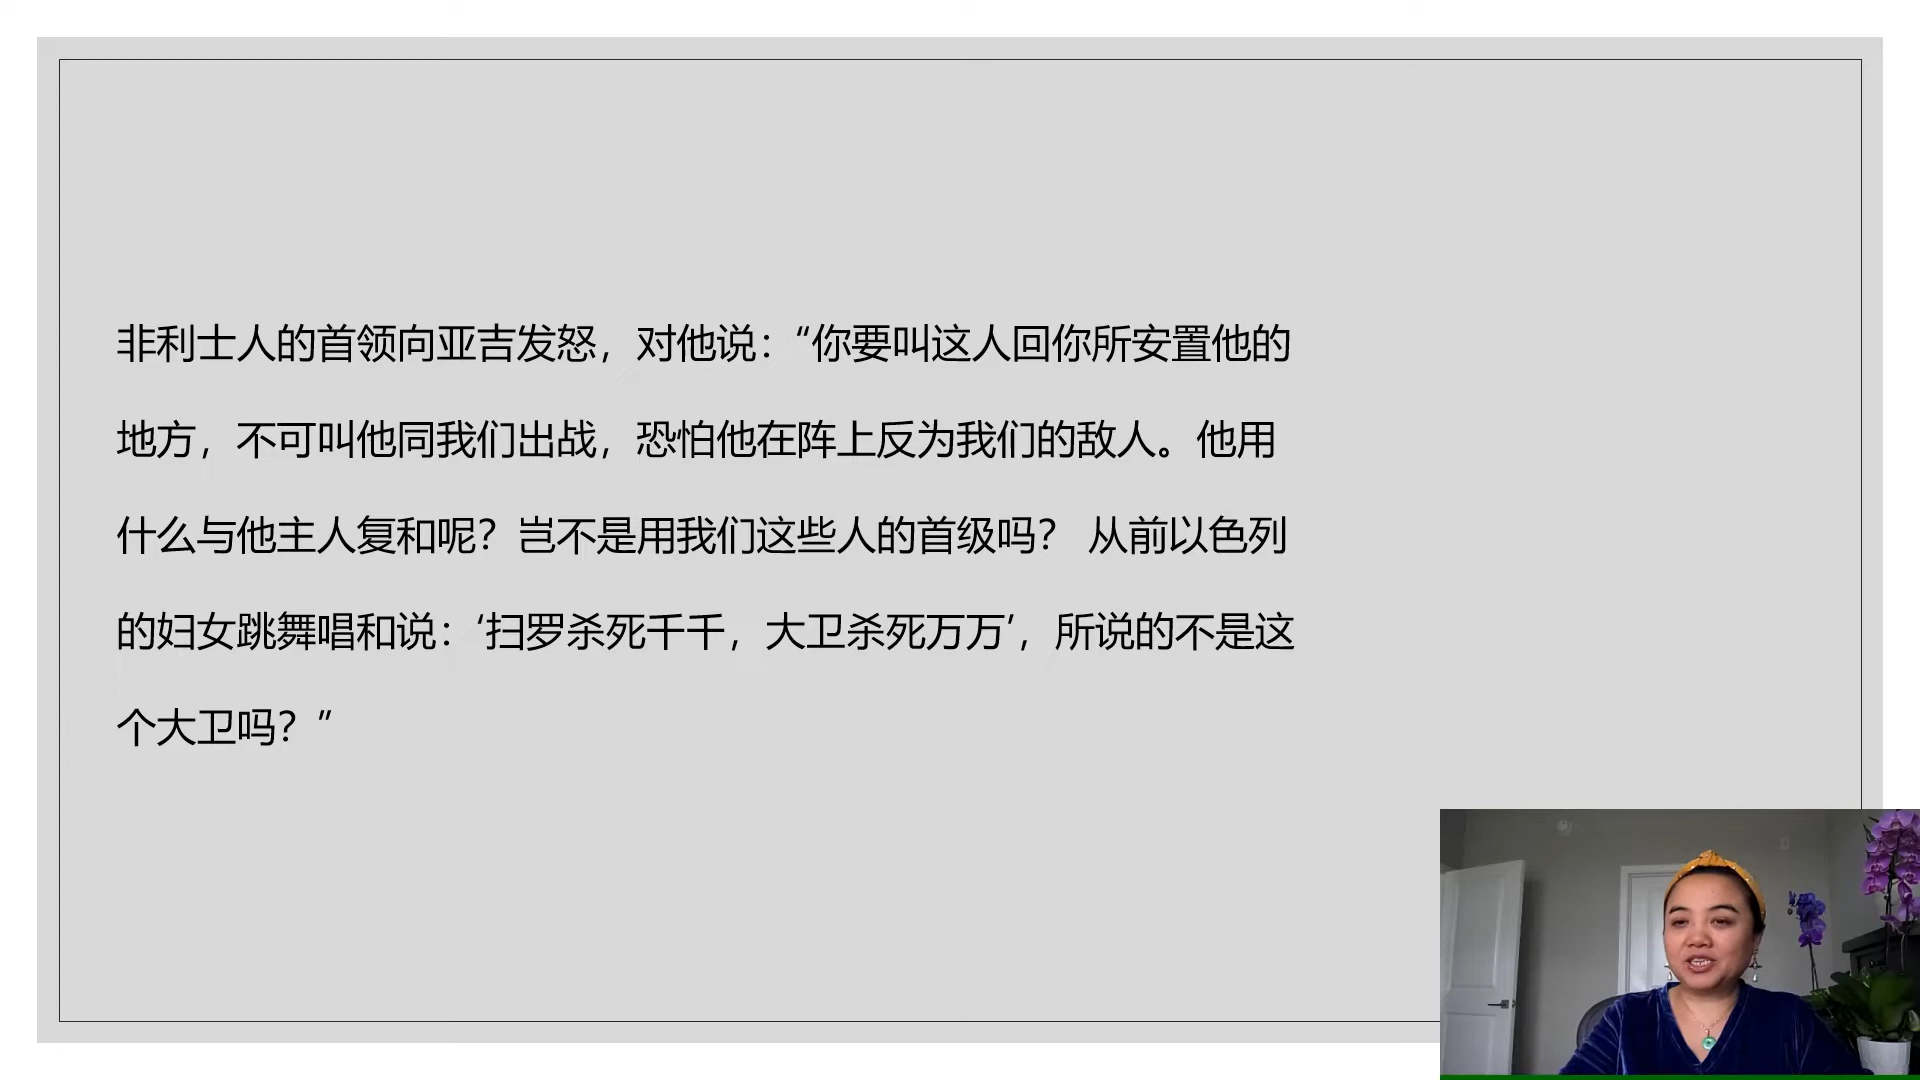 非利士人的首领向亚吉发怒，对他说：“你要叫这人回你所安置他的
地方，不可叫他同我们出战，恐怕他在阵上反为我们的敌人。他用
什么与他主人复和呢？岂不是用我们这些人的首级吗？ 从前以色列
的妇女跳舞唱和说：‘扫罗杀死千千，大卫杀死万万’，所说的不是这
个大卫吗？”